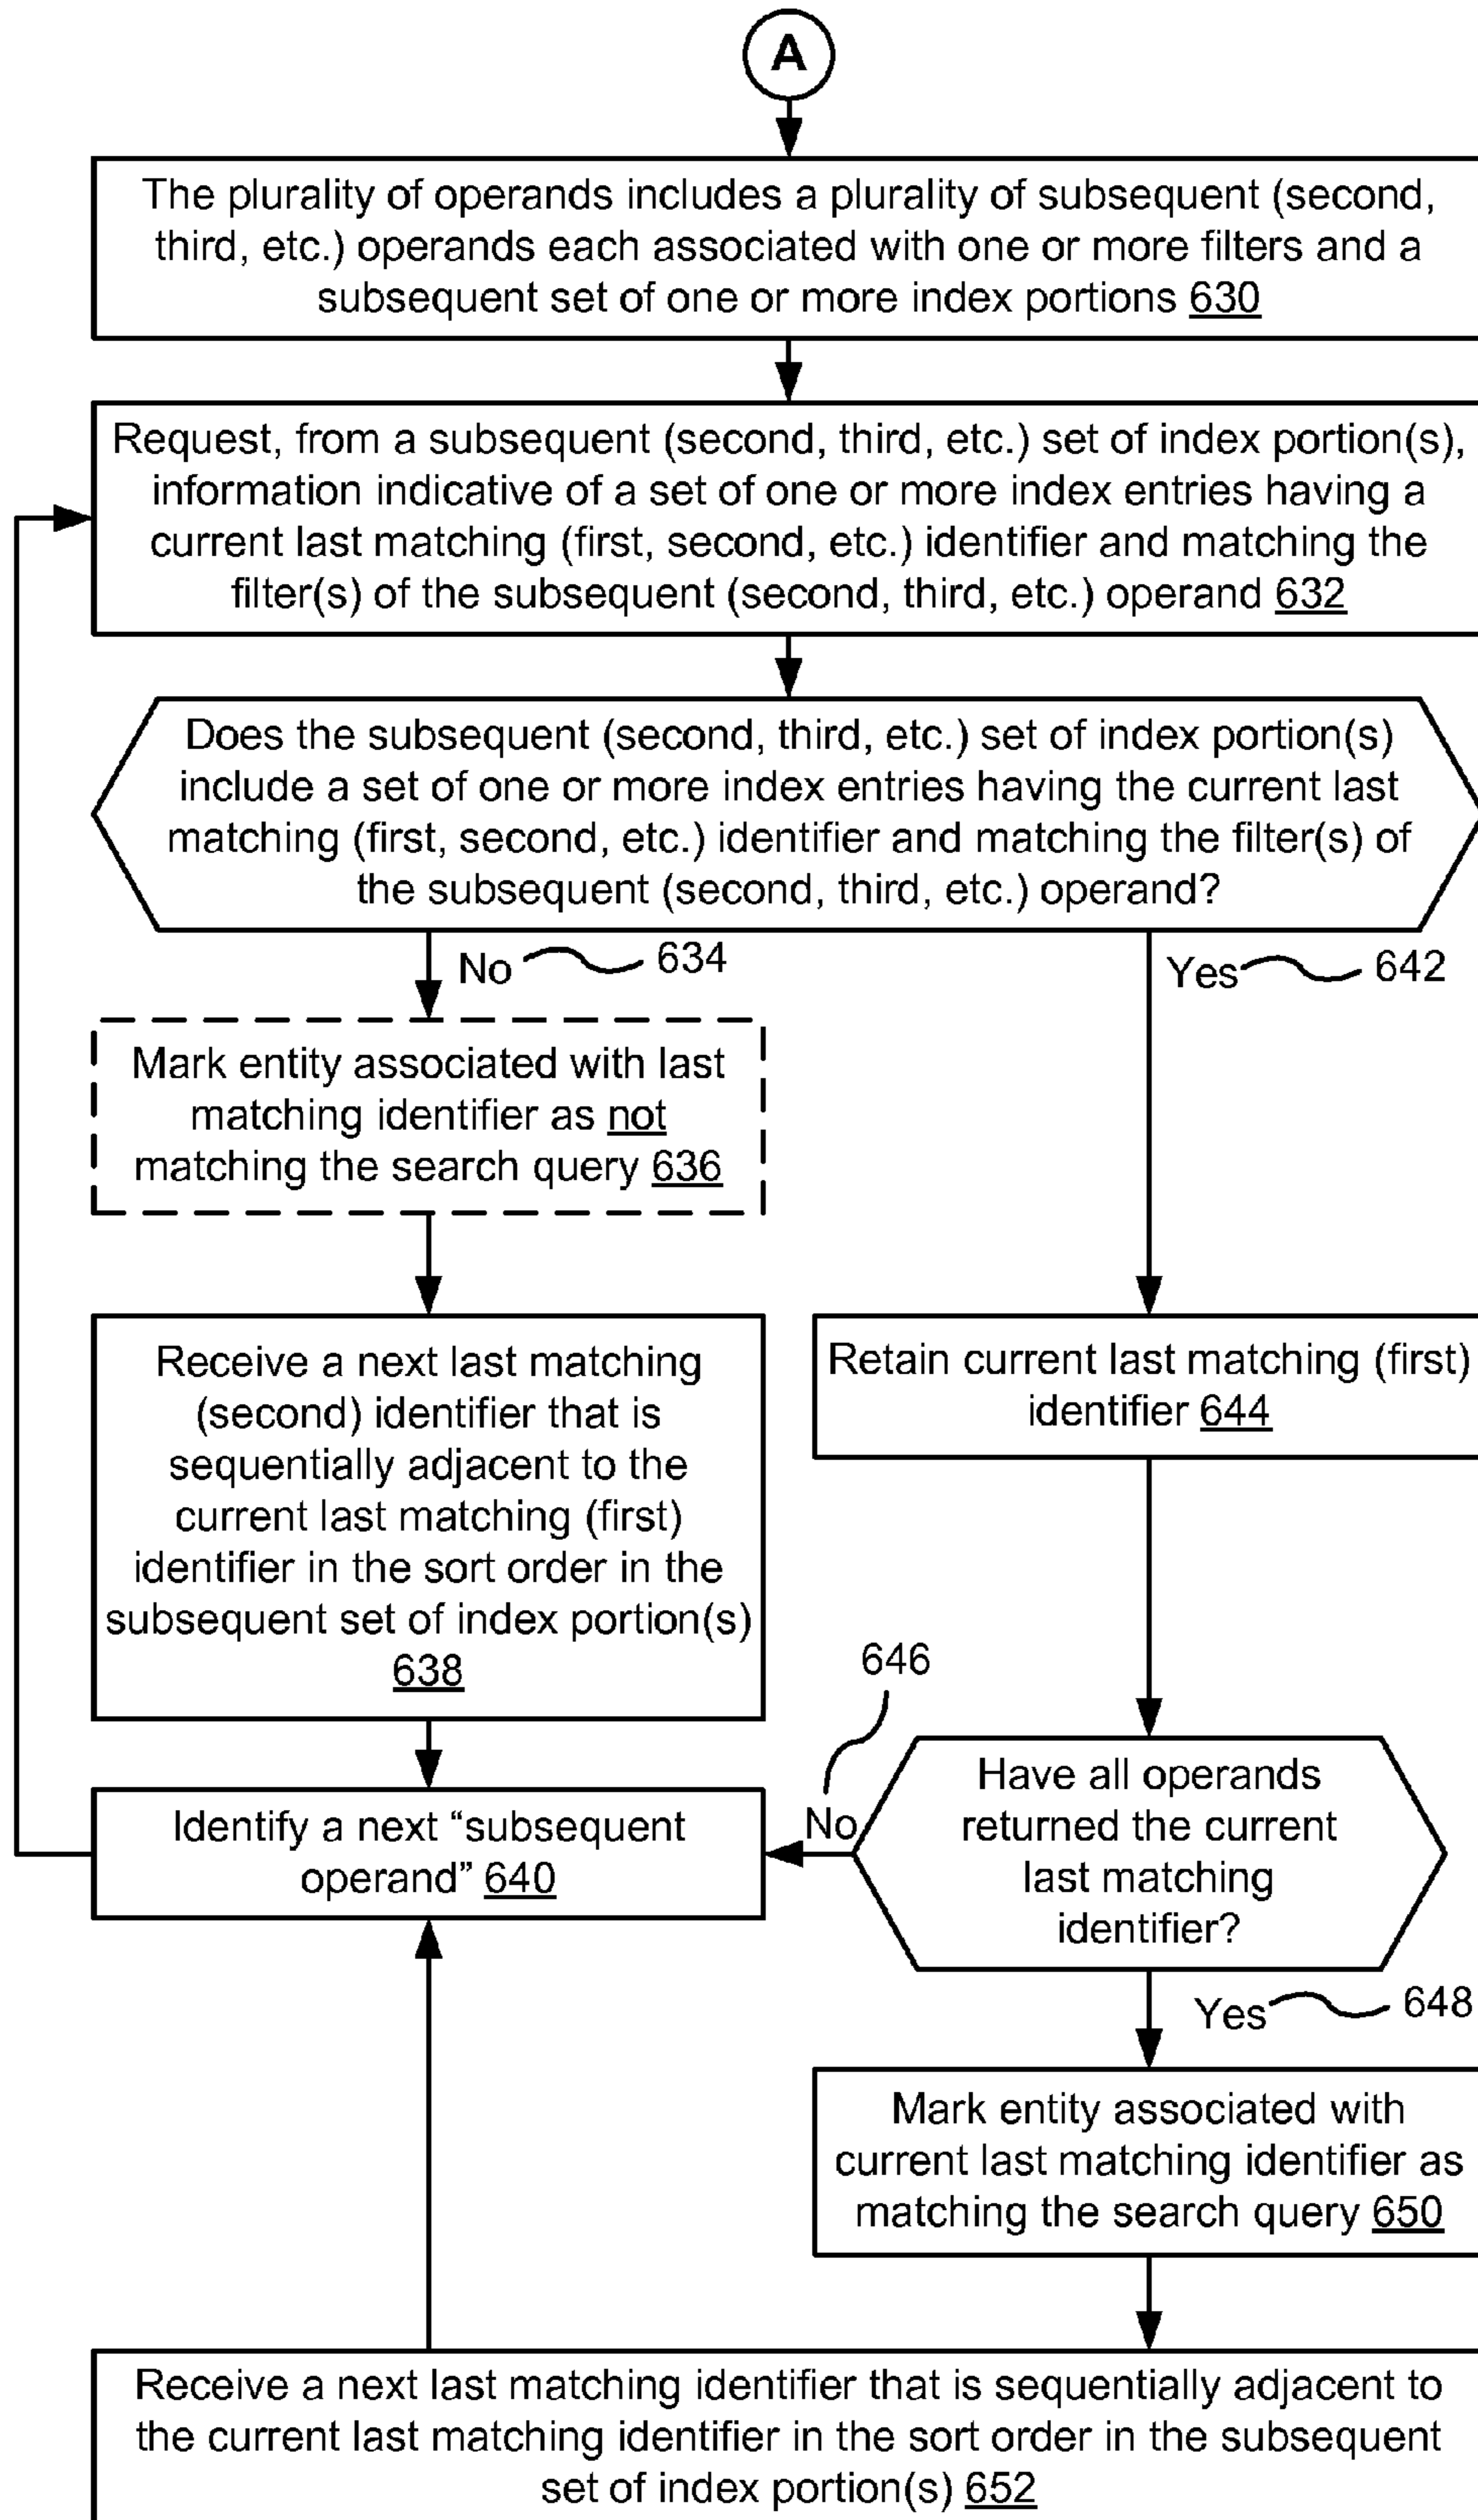 A
The plurality of operands includes a plurality of subsequent (second,
third, etc.) operands each associated with one or more filters and a
subsequent set of one or more index portions 630
Request, from a subsequent (second, third, etc.) set of index portion(s),
information indicative of a set of one or more index entries having a
current last matching (first, second, etc.) identifier and matching the
filter(s) of the subsequent (second, third, etc.) operand 632
Does the subsequent (second, third, etc.) set of index portion(s)
include a set of one or more index entries having the current last
matching (first, second, etc.) identifier and matching the filter(s) of
the subsequent (second, third, etc.) operand?
No 634
Yes 642
Mark entity associated with last
matching identifier as not
matching the search query 636
Receive a next last matching
(second) identifier that is
sequentially adjacent to the
current last matching (first)
identifier in the sort order in the
subsequent set of index portion(s)
638
Retain current last matching (first)
identifier 644
646
No
Have all operands
returned the current
last matching
identifier?
Identify a next “subsequent
operand” 640
Yes 648
Mark entity associated with
current last matching identifier as
matching the search query 650
Receive a next last matching identifier that is sequentially adjacent to
the current last matching identifier in the sort order in the subsequent
set of index portion(s) 652